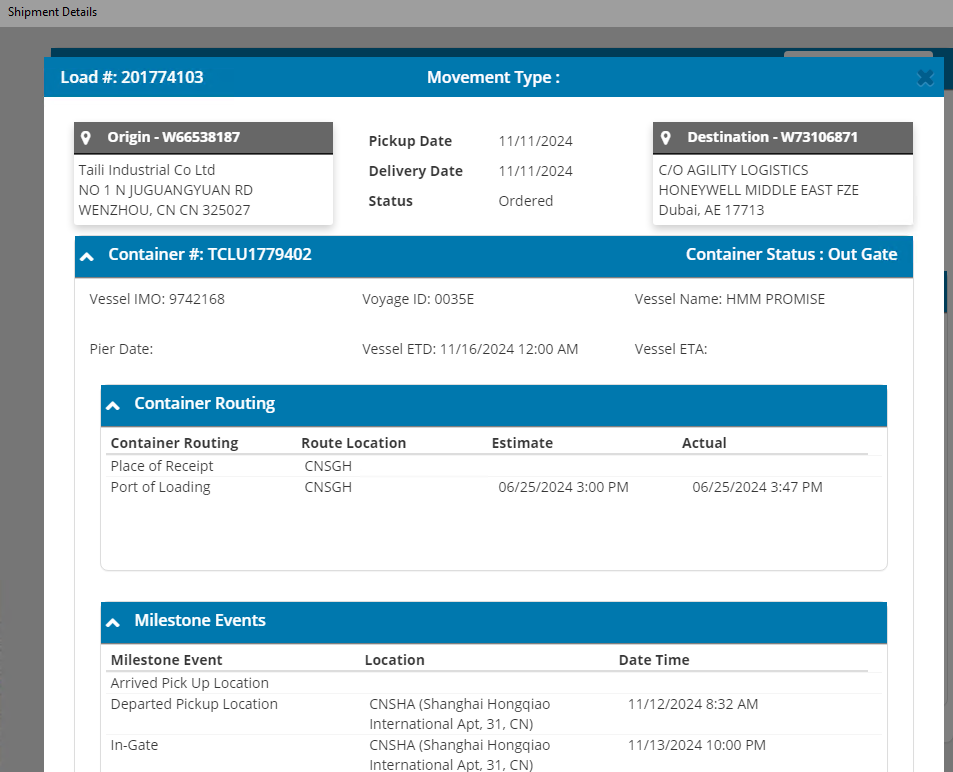 Shipment Details
Load #: 201774103 Movement Type :
Origin - W66538187
Taili Industrial Co Ltd
NO 1 N JUGUANGYUAN RD
WENZHOU, CN CN 325027
Pickup Date 11/11/2024
Delivery Date 11/11/2024
Status Ordered
Destination - W73106871
C/O AGILITY LOGISTICS
HONEYWELL MIDDLE EAST FZE
Dubai, AE 17713
Container #: TCLU1779402 Container Status : Out Gate
Vessel IMO: 9742168 Voyage ID: 0035E Vessel Name: HMM PROMISE
Pier Date: Vessel ETD: 11/16/2024 12:00 AM Vessel ETA:
Container Routing
Container Routing Route Location Estimate Actual
Place of Receipt CNSGH
Port of Loading CNSGH 06/25/2024 3:00 PM 06/25/2024 3:47 PM
Milestone Events
Milestone Event Location Date Time
Arrived Pick Up Location
Departed Pickup Location CNSHA (Shanghai Hongqiao 11/12/2024 8:32 AM
International Apt, 31, CN)
In-Gate CNSHA (Shanghai Hongqiao 11/13/2024 10:00 PM
International Apt, 31, CN)